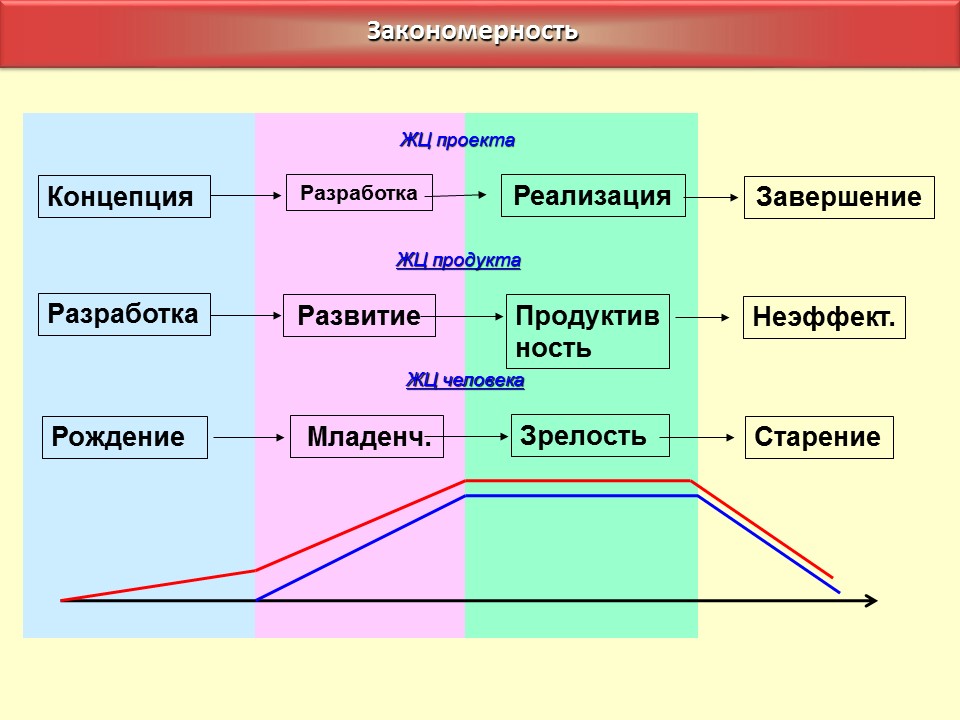 Закономерность
ЖЦ проекта
Концепция
Разработка
Реализация
Завершение
ЖЦ продукта
Разработка
Развитие
Продуктив
ность
Неэффект.
ЖЦ человека
Рождение
Младенч.
Зрелость
Старение